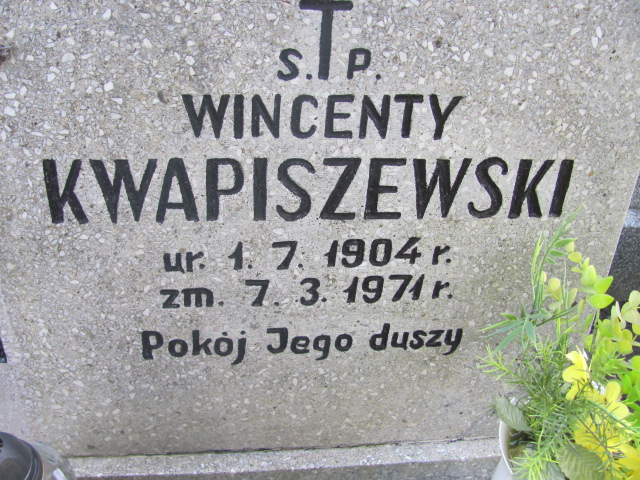 S. P.
WINCENTY
KWAPISZEWSKI
ur. 1. 7. 1904 r.
zm. 7. 3. 1971 r.
Pokój Jego duszy